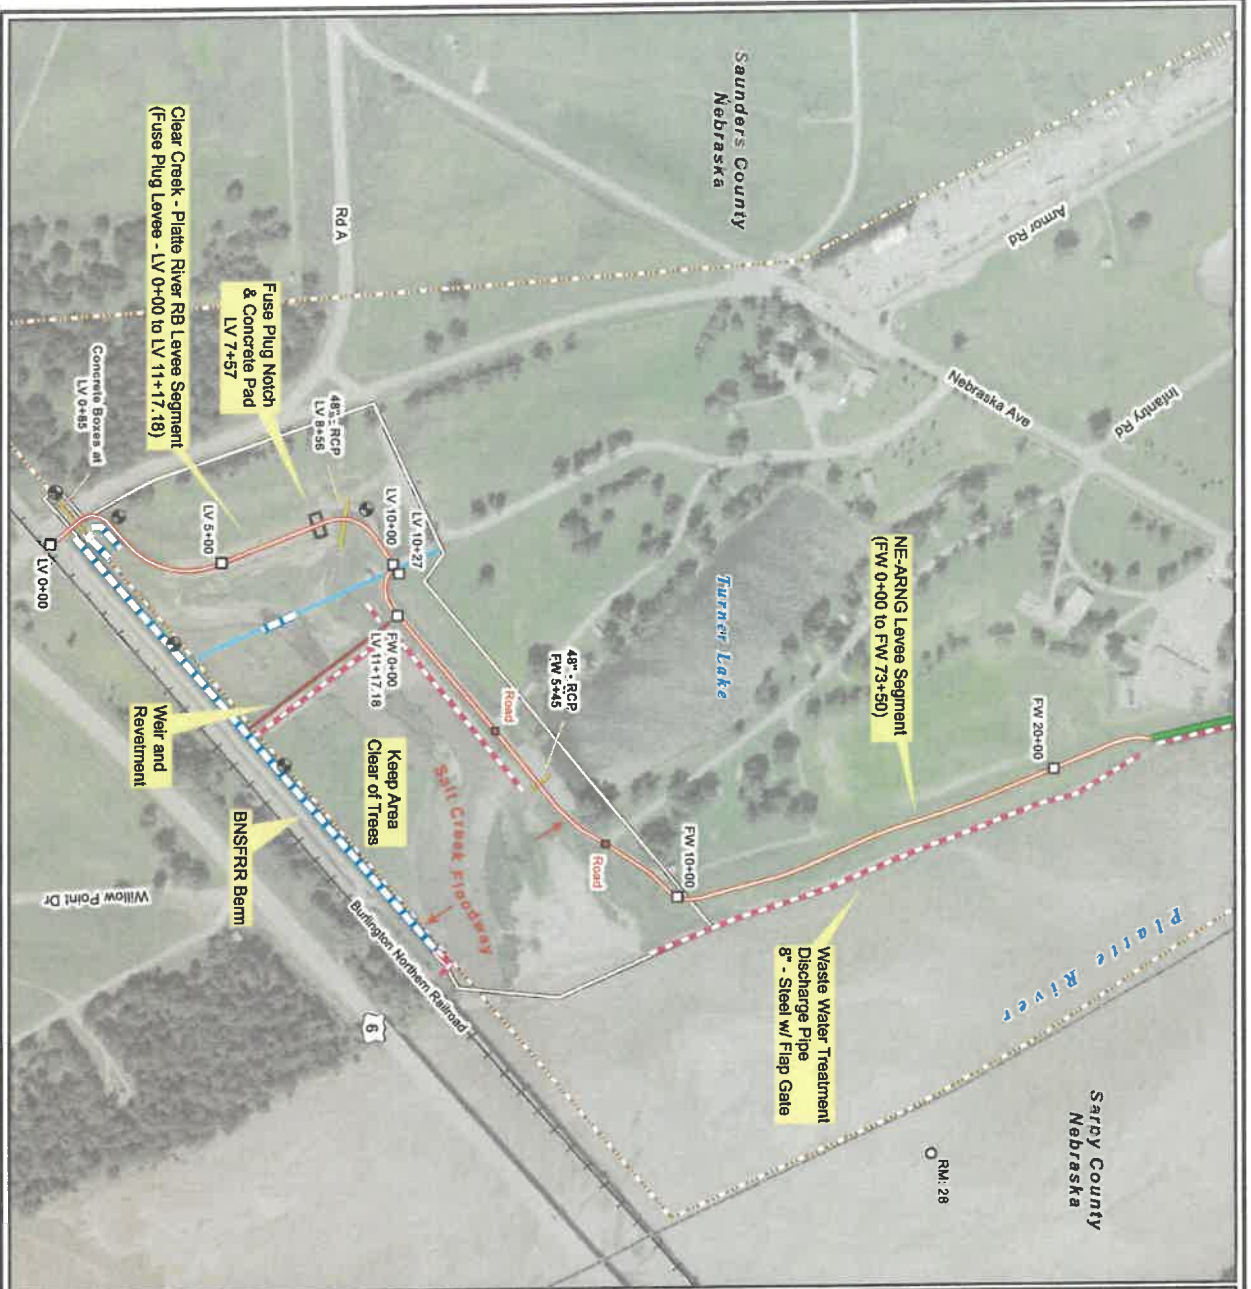 Saunders County
Nebraska
Armor Rd
Infantry Rd
Nebraska Ave
Rd A
Clear Creek - Platte River RB Levee Segment
(Fuse Plug Levee - LV 0+00 to LV 11+17.18)
Fuse Plug Notch
& Concrete Pad
LV 7+57
48" - RCP
LV 8+56
Concrete Boxes at
LV 0+85
LV 0+00
LV 5+00
LV 10+00
LV 10+27
FW 0+00
LV 11+17.18
Turner Lake
NE-ARNG Levee Segment
(FW 0+00 to FW 73+50)
FW 20+00
48" - RCP
FW 5+45
Road
Road
FW 10+00
Salt Creek Floodway
Keep Area
Clear of Trees
Weir and
Revetment
BNSFRR Berm
Willow Point Dr
Burlington Northern Railroad
6
Waste Water Treatment
Discharge Pipe
8" - Steel w/ Flap Gate
Platte River
Sarpy County
Nebraska
RM: 28